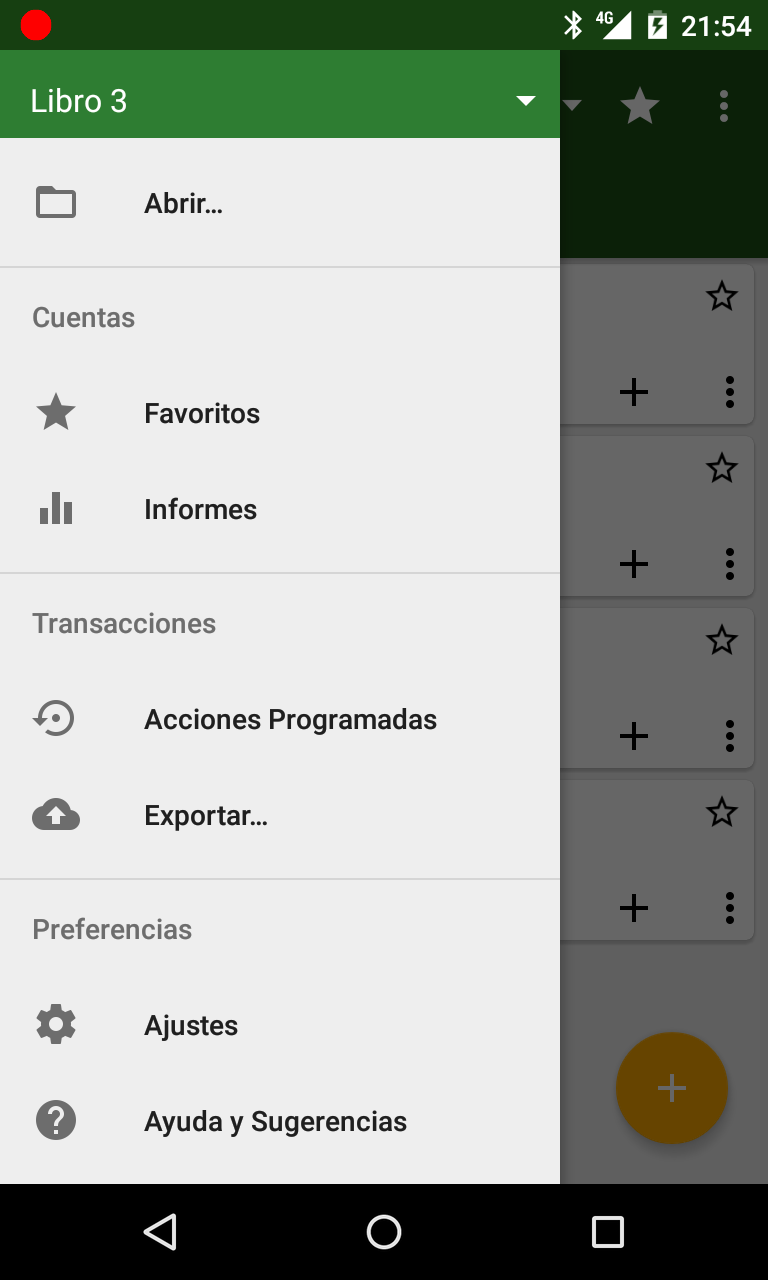 4G 21:54
Libro 3
Abrir…
Cuentas
Favoritos
Informes
Transacciones
Acciones Programadas
Exportar…
Preferencias
Ajustes
Ayuda y Sugerencias